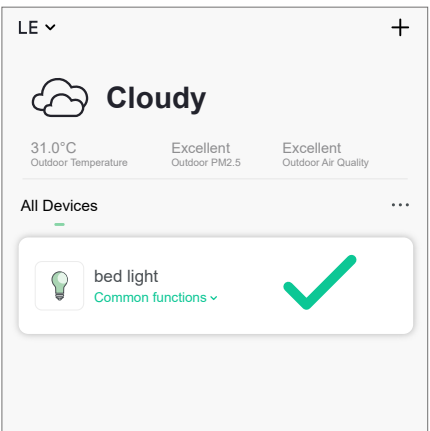 LE
Cloudy
31.0°C Excellent Excellent
Outdoor Temperature Outdoor PM2.5 Outdoor Air Quality
All Devices
bed light
Common functions